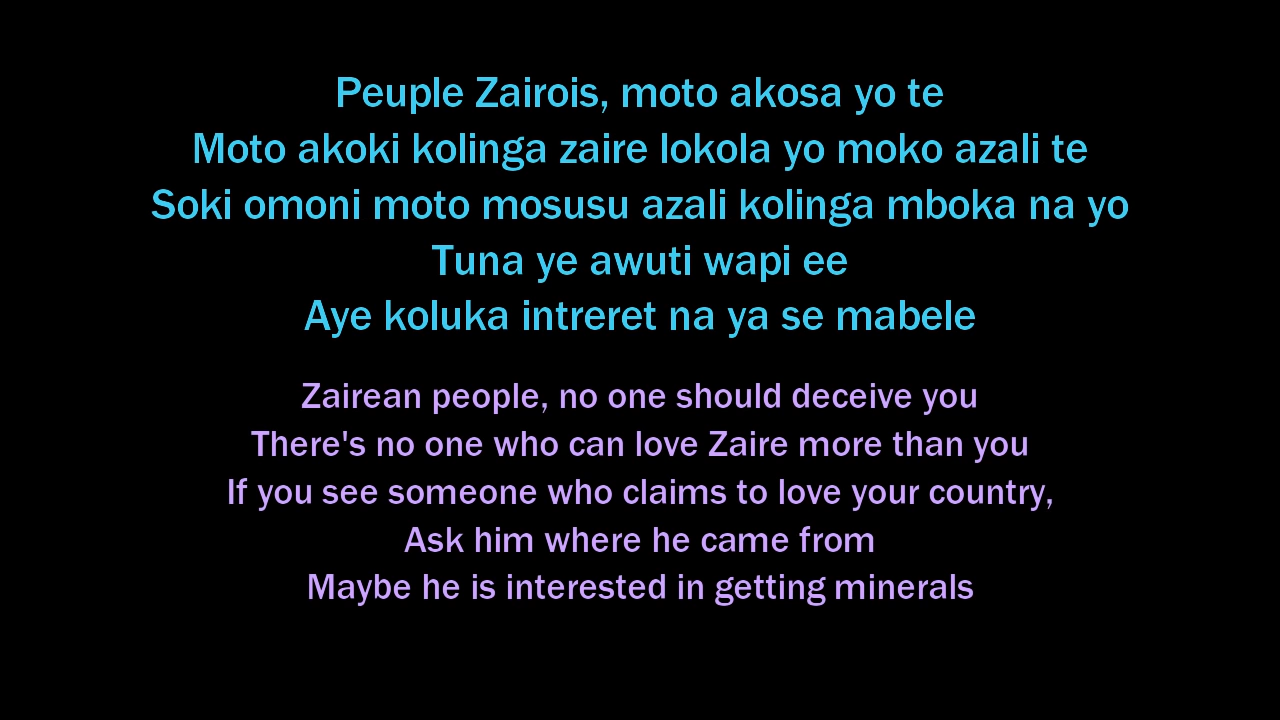 Peuple Zairois, moto akosa yo te
Moto akoki kolinga zaire lokola yo moko azali te
Soki omoni moto mosusu azali kolinga mboka na yo
Tuna ye awuti wapi ee
Aye koluka intreret na ya se mabele
Zairean people, no one should deceive you
There's no one who can love Zaire more than you
If you see someone who claims to love your country,
Ask him where he came from
Maybe he is interested in getting minerals